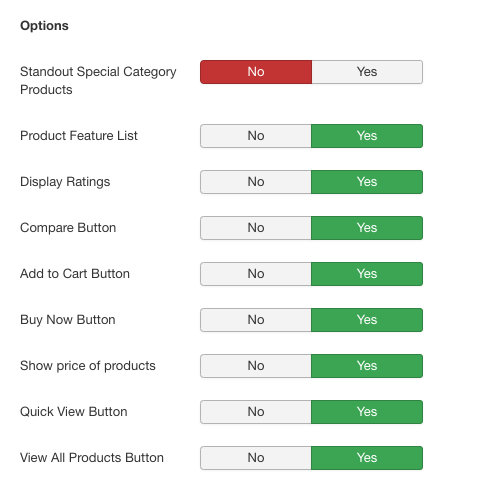 Options
Standout Special Category No Yes
Products
Product Feature List No Yes
Display Ratings No Yes
Compare Button No Yes
Add to Cart Button No Yes
Buy Now Button No Yes
Show price of products No Yes
Quick View Button No Yes
View All Products Button No Yes